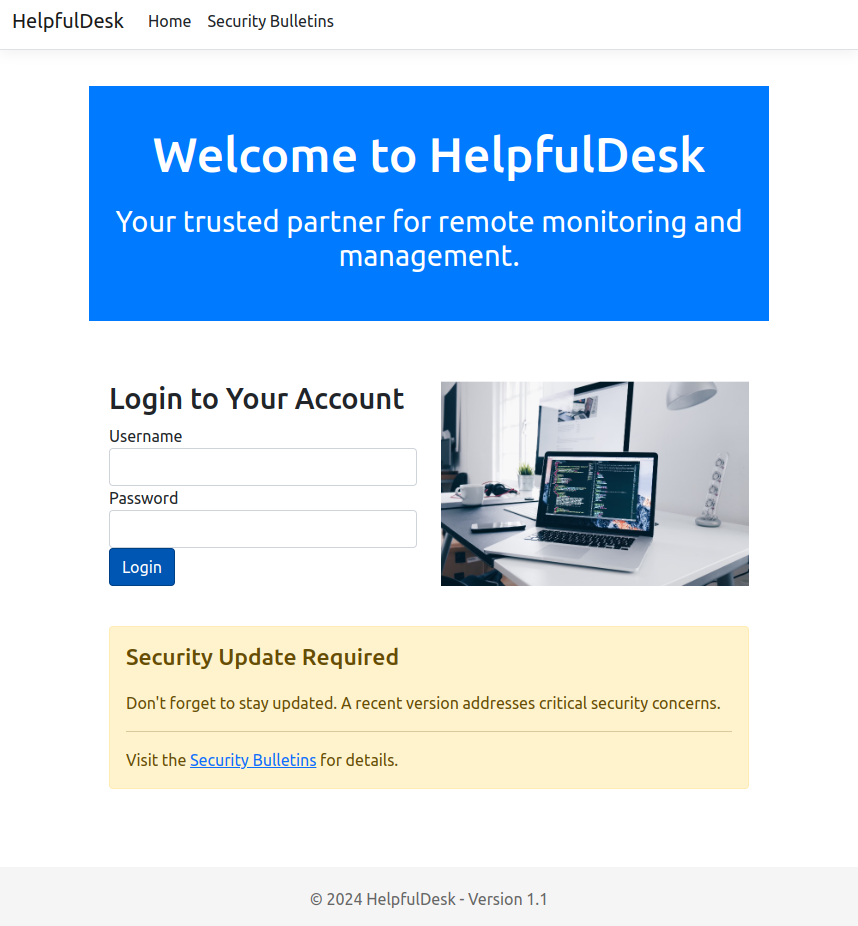 HelpfulDesk Home Security Bulletins
Welcome to HelpfulDesk
Your trusted partner for remote monitoring and
management.
Login to Your Account
Username
Password
Login
Security Update Required
Don't forget to stay updated. A recent version addresses critical security concerns.
Visit the Security Bulletins for details.
© 2024 HelpfulDesk - Version 1.1